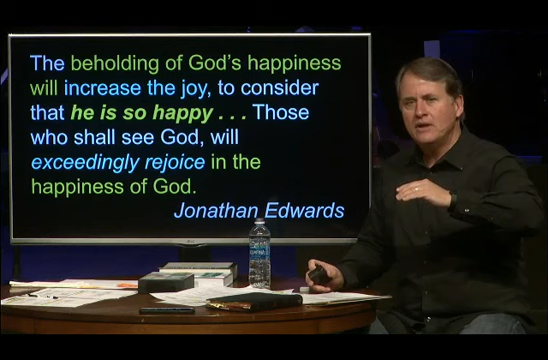 The beholding of God's happiness
will increase the joy, to consider
that he is so happy . . . Those
who shall see God, will
exceedingly rejoice in the
happiness of God.
Jonathan Edwards